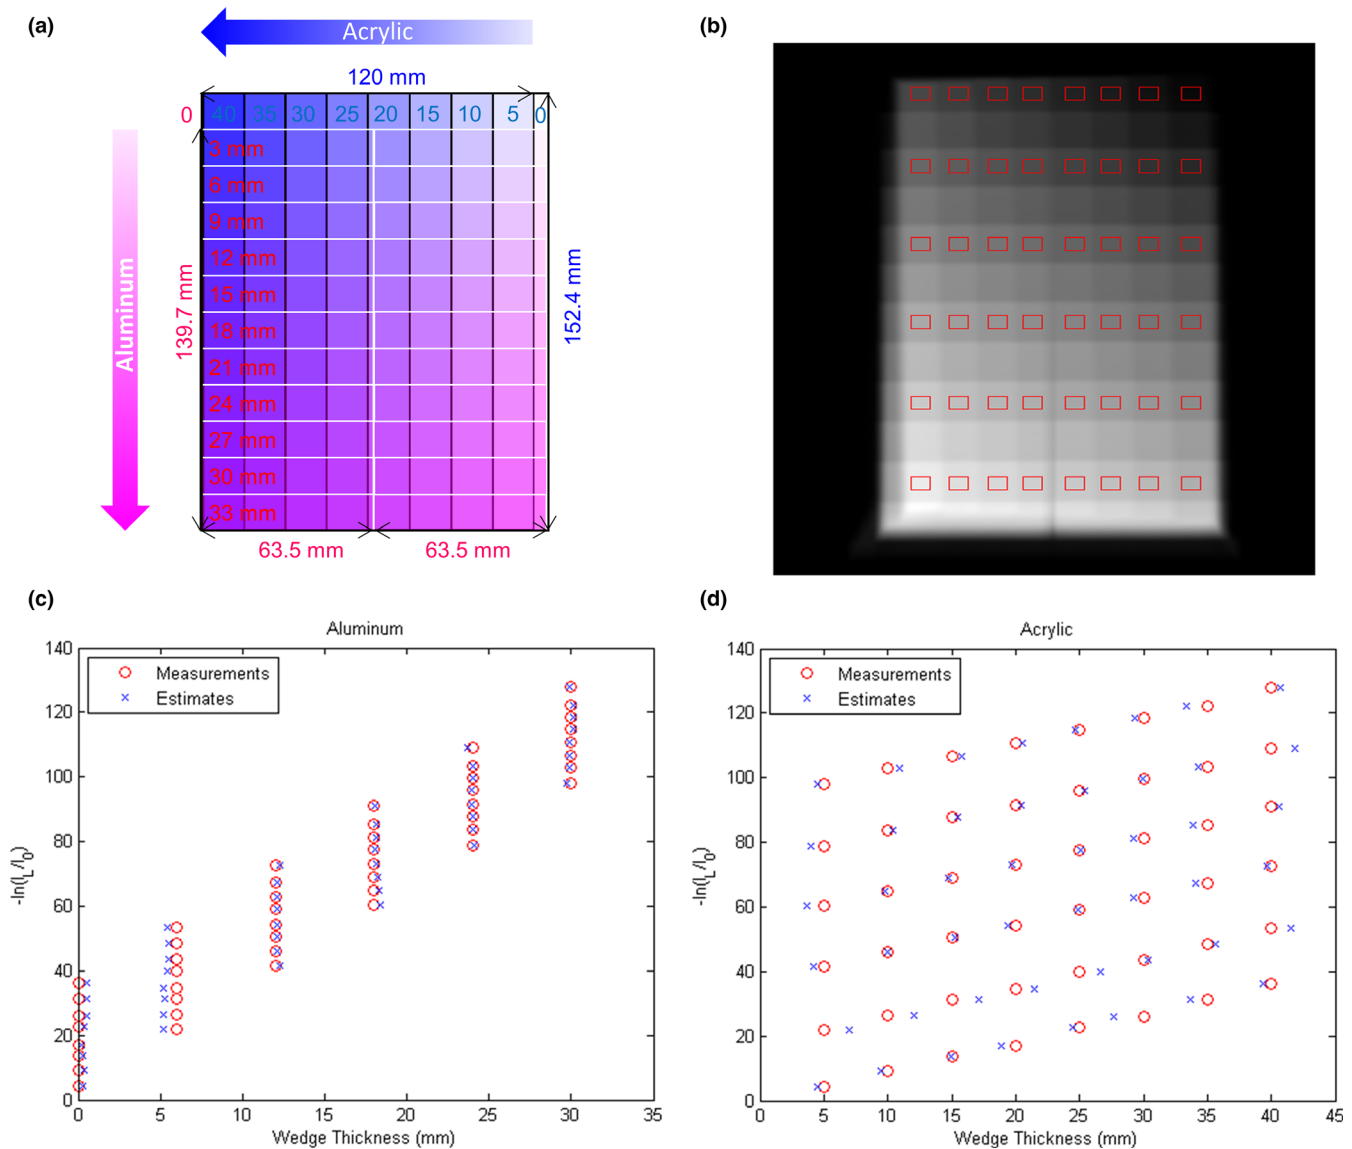 (a)
Acrylic
120 mm
0 40 35 30 25 20 15 10 5 0
3 mm
6 mm
9 mm
12 mm
15 mm
18 mm
21 mm
24 mm
27 mm
30 mm
33 mm
Aluminum
139.7 mm
152.4 mm
63.5 mm 63.5 mm
(b)
(c)
Aluminum
Measurements
Estimates
140
120
100
80
60
40
20
0
-ln(I_L/I_0)
0 5 10 15 20 25 30 35
Wedge Thickness (mm)
(d)
Acrylic
Measurements
Estimates
140
120
100
80
60
40
20
0
-ln(I_L/I_0)
0 5 10 15 20 25 30 35 40 45
Wedge Thickness (mm)